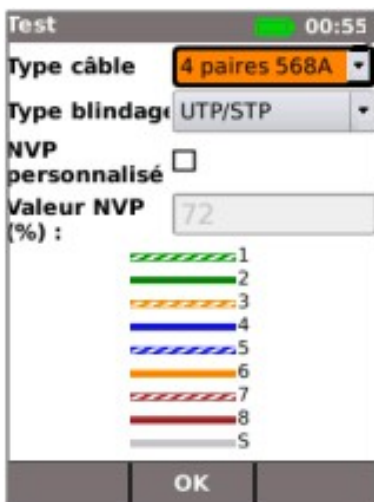 Test 00:55
Type câble 4 paires 568A
Type blindage UTP/STP
NVP
personnalisé
Valeur NVP 72
(%) :
1
2
3
4
5
6
7
8
S
OK